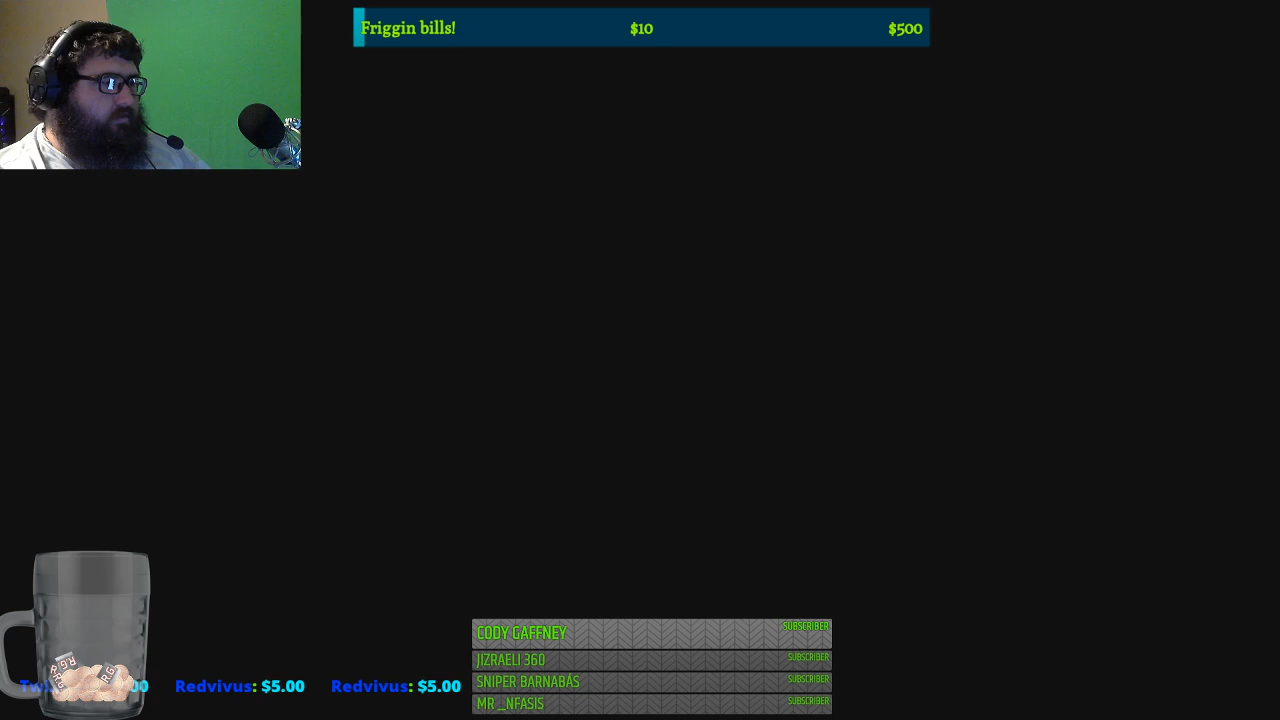 Friggin bills! $10 $500
CODY GAFFNEY SUBSCRIBER
JIZRAELI 360 SUBSCRIBER
SNIPER BARNABÁS SUBSCRIBER
MR _NFASIS SUBSCRIBER
Redvivus: $5.00 Redvivus: $5.00
R.G